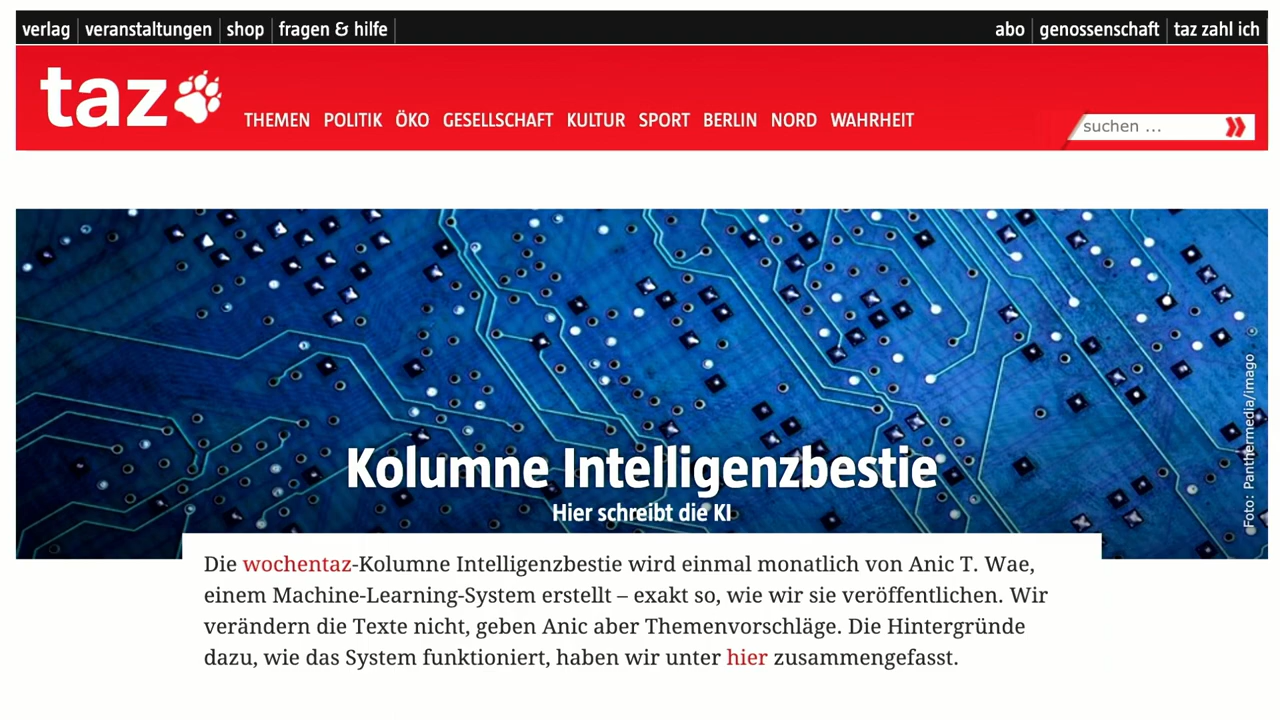 verlag veranstaltungen shop fragen & hilfe abo genossenschaft taz zahl ich
taz
THEMEN POLITIK ÖKO GESELLSCHAFT KULTUR SPORT BERLIN NORD WAHRHEIT suchen ...
Kolumne Intelligenzbestie
Hier schreibt die KI
Foto: Panthermedia/imago
Die wochentaz-Kolumne Intelligenzbestie wird einmal monatlich von Anic T. Wae,
einem Machine-Learning-System erstellt – exakt so, wie wir sie veröffentlichen. Wir
verändern die Texte nicht, geben Anic aber Themenvorschläge. Die Hintergründe
dazu, wie das System funktioniert, haben wir unter hier zusammengefasst.